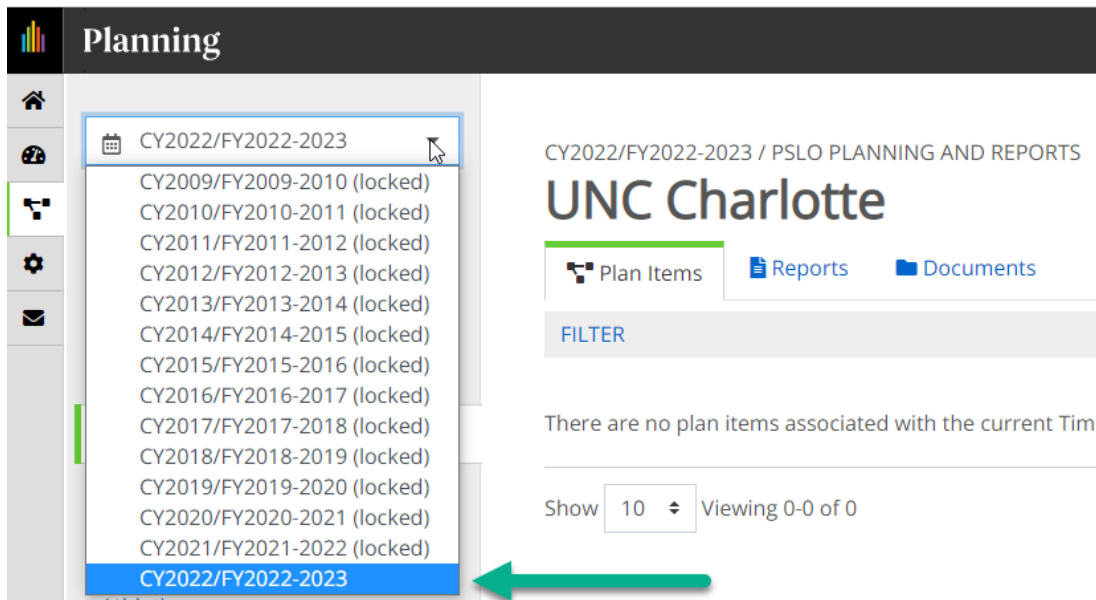 Planning
CY2022/FY2022-2023
CY2009/FY2009-2010 (locked)
CY2010/FY2010-2011 (locked)
CY2011/FY2011-2012 (locked)
CY2012/FY2012-2013 (locked)
CY2013/FY2013-2014 (locked)
CY2014/FY2014-2015 (locked)
CY2015/FY2015-2016 (locked)
CY2016/FY2016-2017 (locked)
CY2017/FY2017-2018 (locked)
CY2018/FY2018-2019 (locked)
CY2019/FY2019-2020 (locked)
CY2020/FY2020-2021 (locked)
CY2021/FY2021-2022 (locked)
CY2022/FY2022-2023
CY2022/FY2022-2023 / PSLO PLANNING AND REPORTS
UNC Charlotte
Plan Items Reports Documents
FILTER
There are no plan items associated with the current Tim
Show 10 Viewing 0-0 of 0